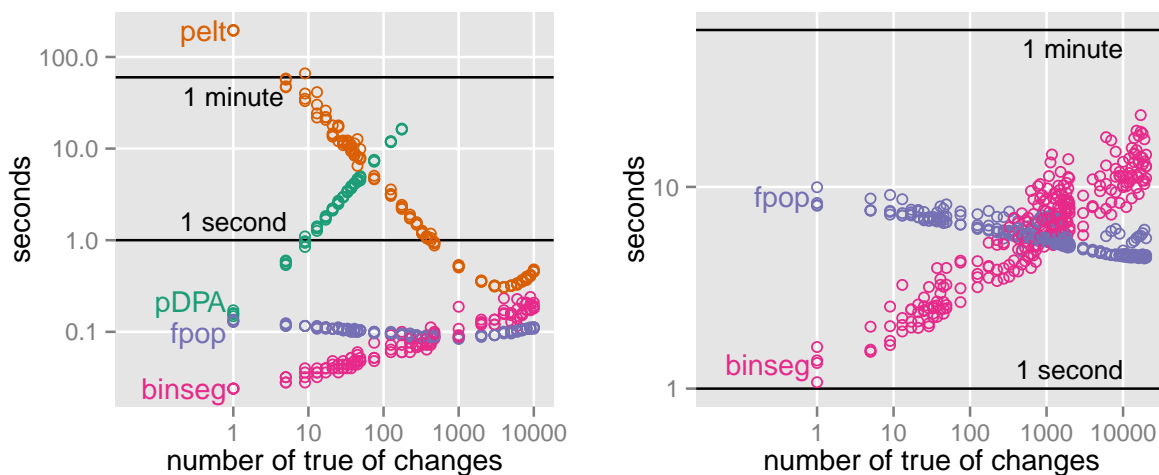 pelt
100.0
1 minute
10.0
seconds
1 second
1.0
pDPA
0.1
fpop
binseg
1 10 100 1000 10000
number of true of changes
1 minute
10
fpop
seconds
binseg
1 second
1
1 10 100 1000 10000
number of true of changes